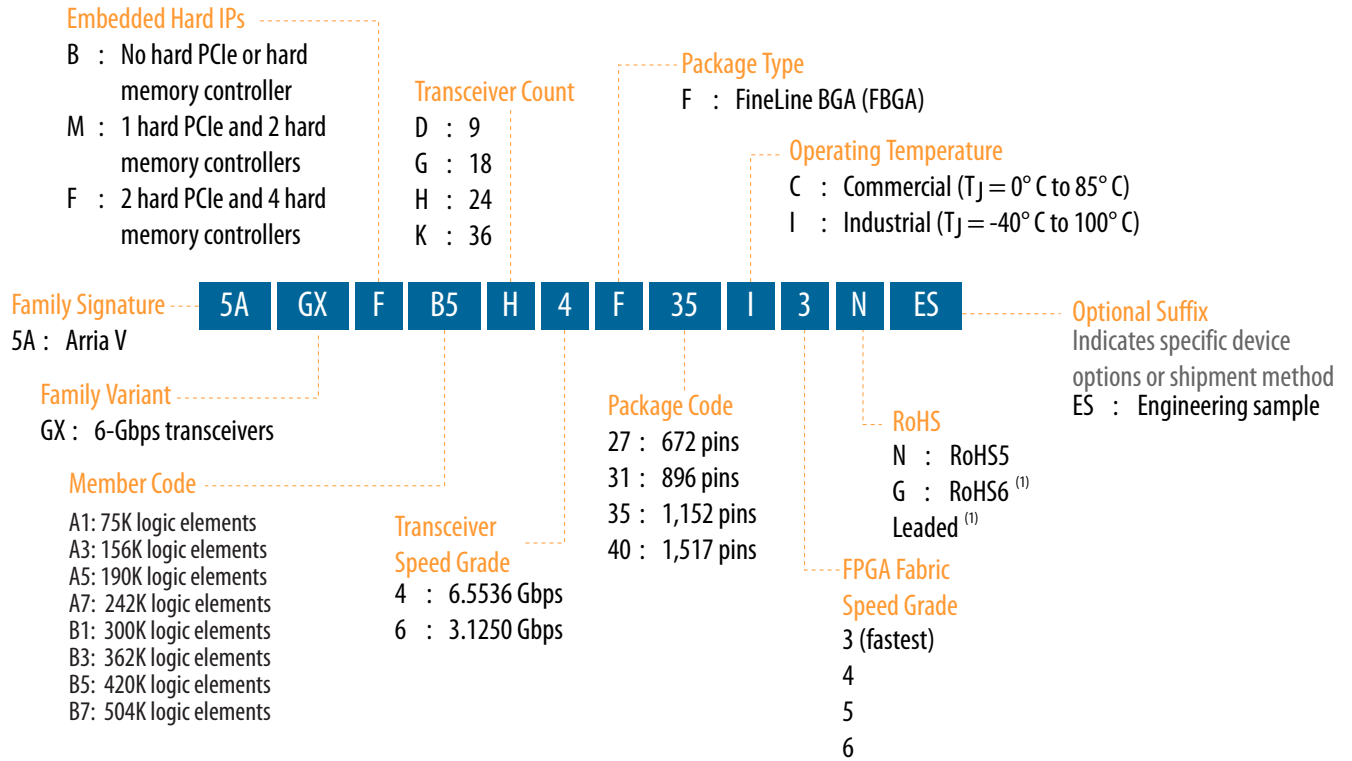 Embedded Hard IPs
B : No hard PCIe or hard
memory controller
M : 1 hard PCIe and 2 hard
memory controllers
F : 2 hard PCIe and 4 hard
memory controllers
Transceiver Count
D : 9
G : 18
H : 24
K : 36
Package Type
F : FineLine BGA (FBGA)
Operating Temperature
C : Commercial (TJ = 0° C to 85° C)
I : Industrial (TJ = -40° C to 100° C)
Family Signature
5A : Arria V
5A GX F B5 H 4 F 35 I 3 N ES
Optional Suffix
Indicates specific device
options or shipment method
ES : Engineering sample
Family Variant
GX : 6-Gbps transceivers
Member Code
A1: 75K logic elements
A3: 156K logic elements
A5: 190K logic elements
A7: 242K logic elements
B1: 300K logic elements
B3: 362K logic elements
B5: 420K logic elements
B7: 504K logic elements
Transceiver
Speed Grade
4 : 6.5536 Gbps
6 : 3.1250 Gbps
Package Code
27 : 672 pins
31 : 896 pins
35 : 1,152 pins
40 : 1,517 pins
RoHS
N : RoHS5
G : RoHS6 (1)
Leaded (1)
FPGA Fabric
Speed Grade
3 (fastest)
4
5
6